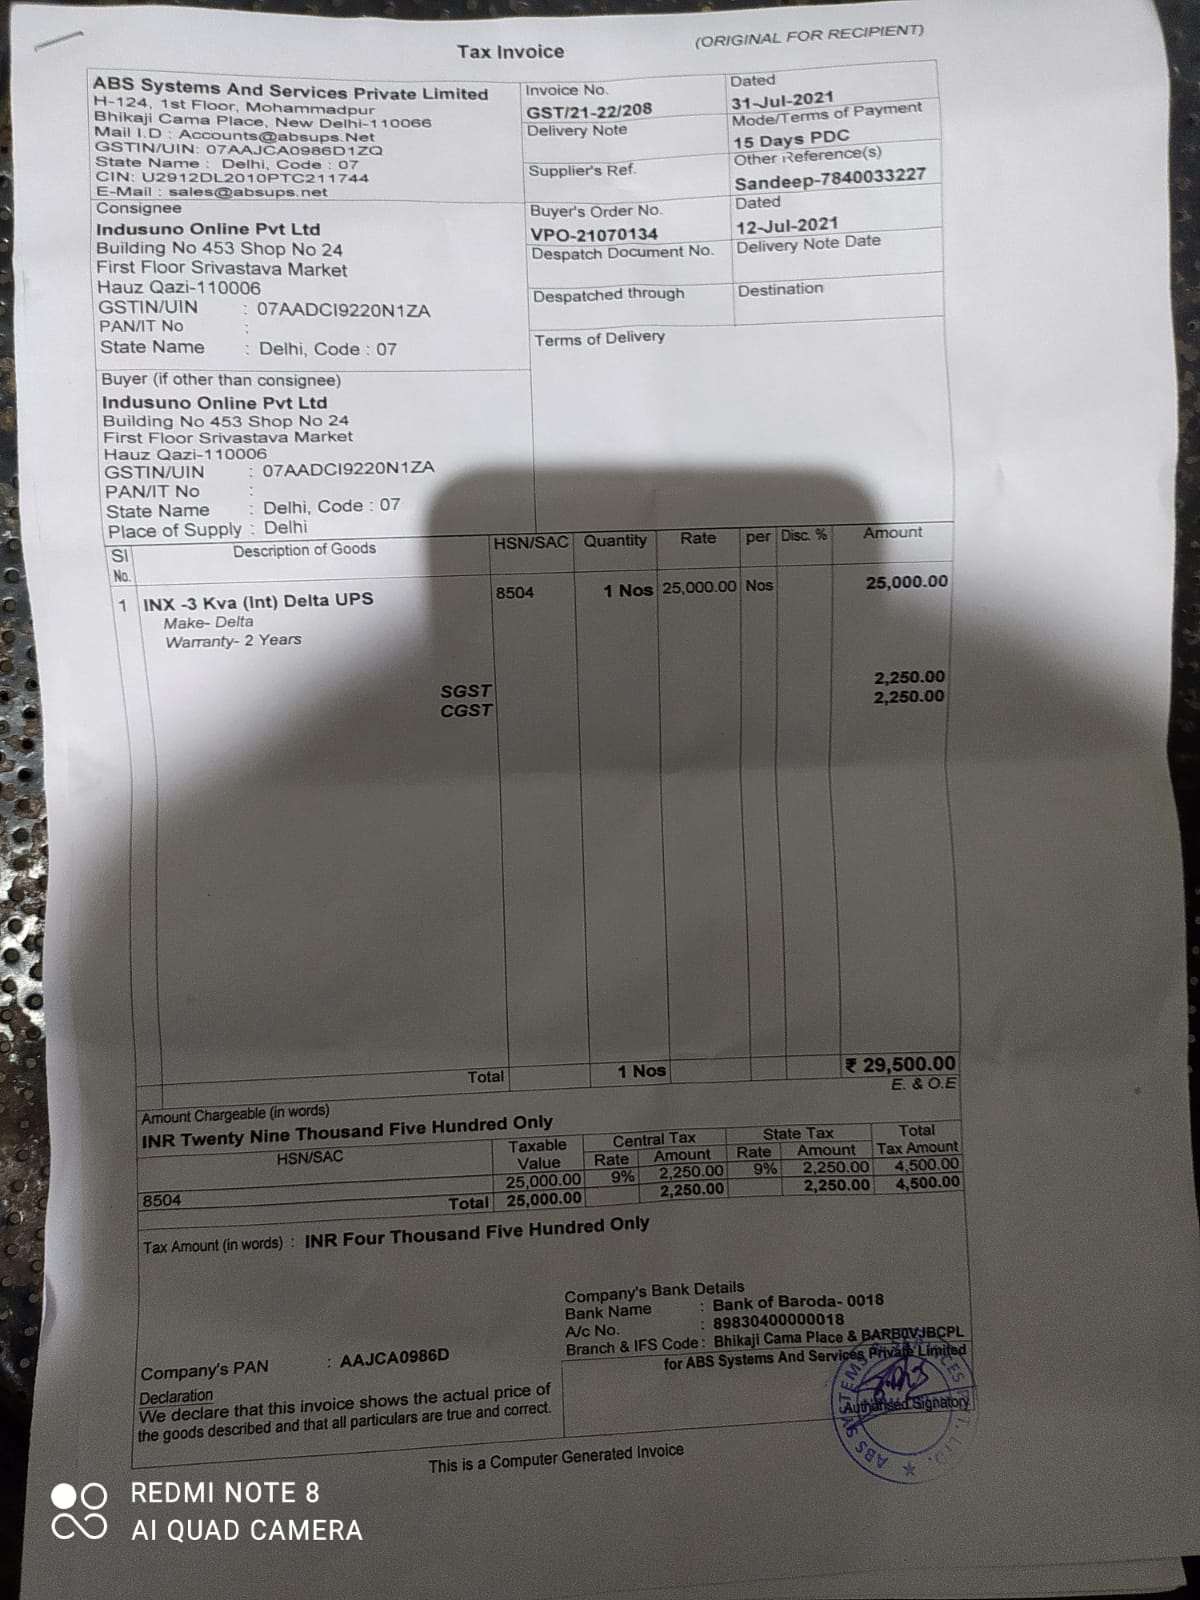 Tax Invoice
(ORIGINAL FOR RECIPIENT)
ABS Systems And Services Private Limited
H-124, 1st Floor, Mohammadpur
Bhikaji Cama Place, New Delhi-110066
Mail I.D : Accounts@absups.Net
GSTIN/UIN: 07AAJCA0986D1ZQ
State Name : Delhi, Code : 07
CIN: U2912DL2010PTC211744
E-Mail : sales@absups.net
Invoice No.
GST/21-22/208
Dated
31-Jul-2021
Delivery Note
Mode/Terms of Payment
15 Days PDC
Supplier's Ref.
Other Reference(s)
Sandeep-7840033227
Consignee
Indusuno Online Pvt Ltd
Building No 453 Shop No 24
First Floor Srivastava Market
Hauz Qazi-110006
GSTIN/UIN : 07AADCI9220N1ZA
PAN/IT No :
State Name : Delhi, Code : 07
Buyer's Order No.
VPO-21070134
Dated
12-Jul-2021
Despatch Document No.
Delivery Note Date
Despatched through
Destination
Terms of Delivery
Buyer (if other than consignee)
Indusuno Online Pvt Ltd
Building No 453 Shop No 24
First Floor Srivastava Market
Hauz Qazi-110006
GSTIN/UIN : 07AADCI9220N1ZA
PAN/IT No :
State Name : Delhi, Code : 07
Place of Supply : Delhi
Sl No. Description of Goods HSN/SAC Quantity Rate per Disc. % Amount
1 INX -3 Kva (Int) Delta UPS 8504 1 Nos 25,000.00 Nos 25,000.00
Make- Delta
Warranty- 2 Years
SGST 2,250.00
CGST 2,250.00
Total 1 Nos ₹ 29,500.00
E. & O.E
Amount Chargeable (in words)
INR Twenty Nine Thousand Five Hundred Only
HSN/SAC Taxable Value Central Tax State Tax Total Tax Amount
Rate Amount Rate Amount
8504 25,000.00 9% 2,250.00 9% 2,250.00 4,500.00
Total 25,000.00 2,250.00 2,250.00 4,500.00
Tax Amount (in words) : INR Four Thousand Five Hundred Only
Company's Bank Details
Bank Name : Bank of Baroda- 0018
A/c No. : 89830400000018
Branch & IFS Code : Bhikaji Cama Place & BARB0VJBCPL
Company's PAN : AAJCA0986D
Declaration
We declare that this invoice shows the actual price of
the goods described and that all particulars are true and correct.
for ABS Systems And Services Private Limited
Authorised Signatory
This is a Computer Generated Invoice
REDMI NOTE 8
AI QUAD CAMERA